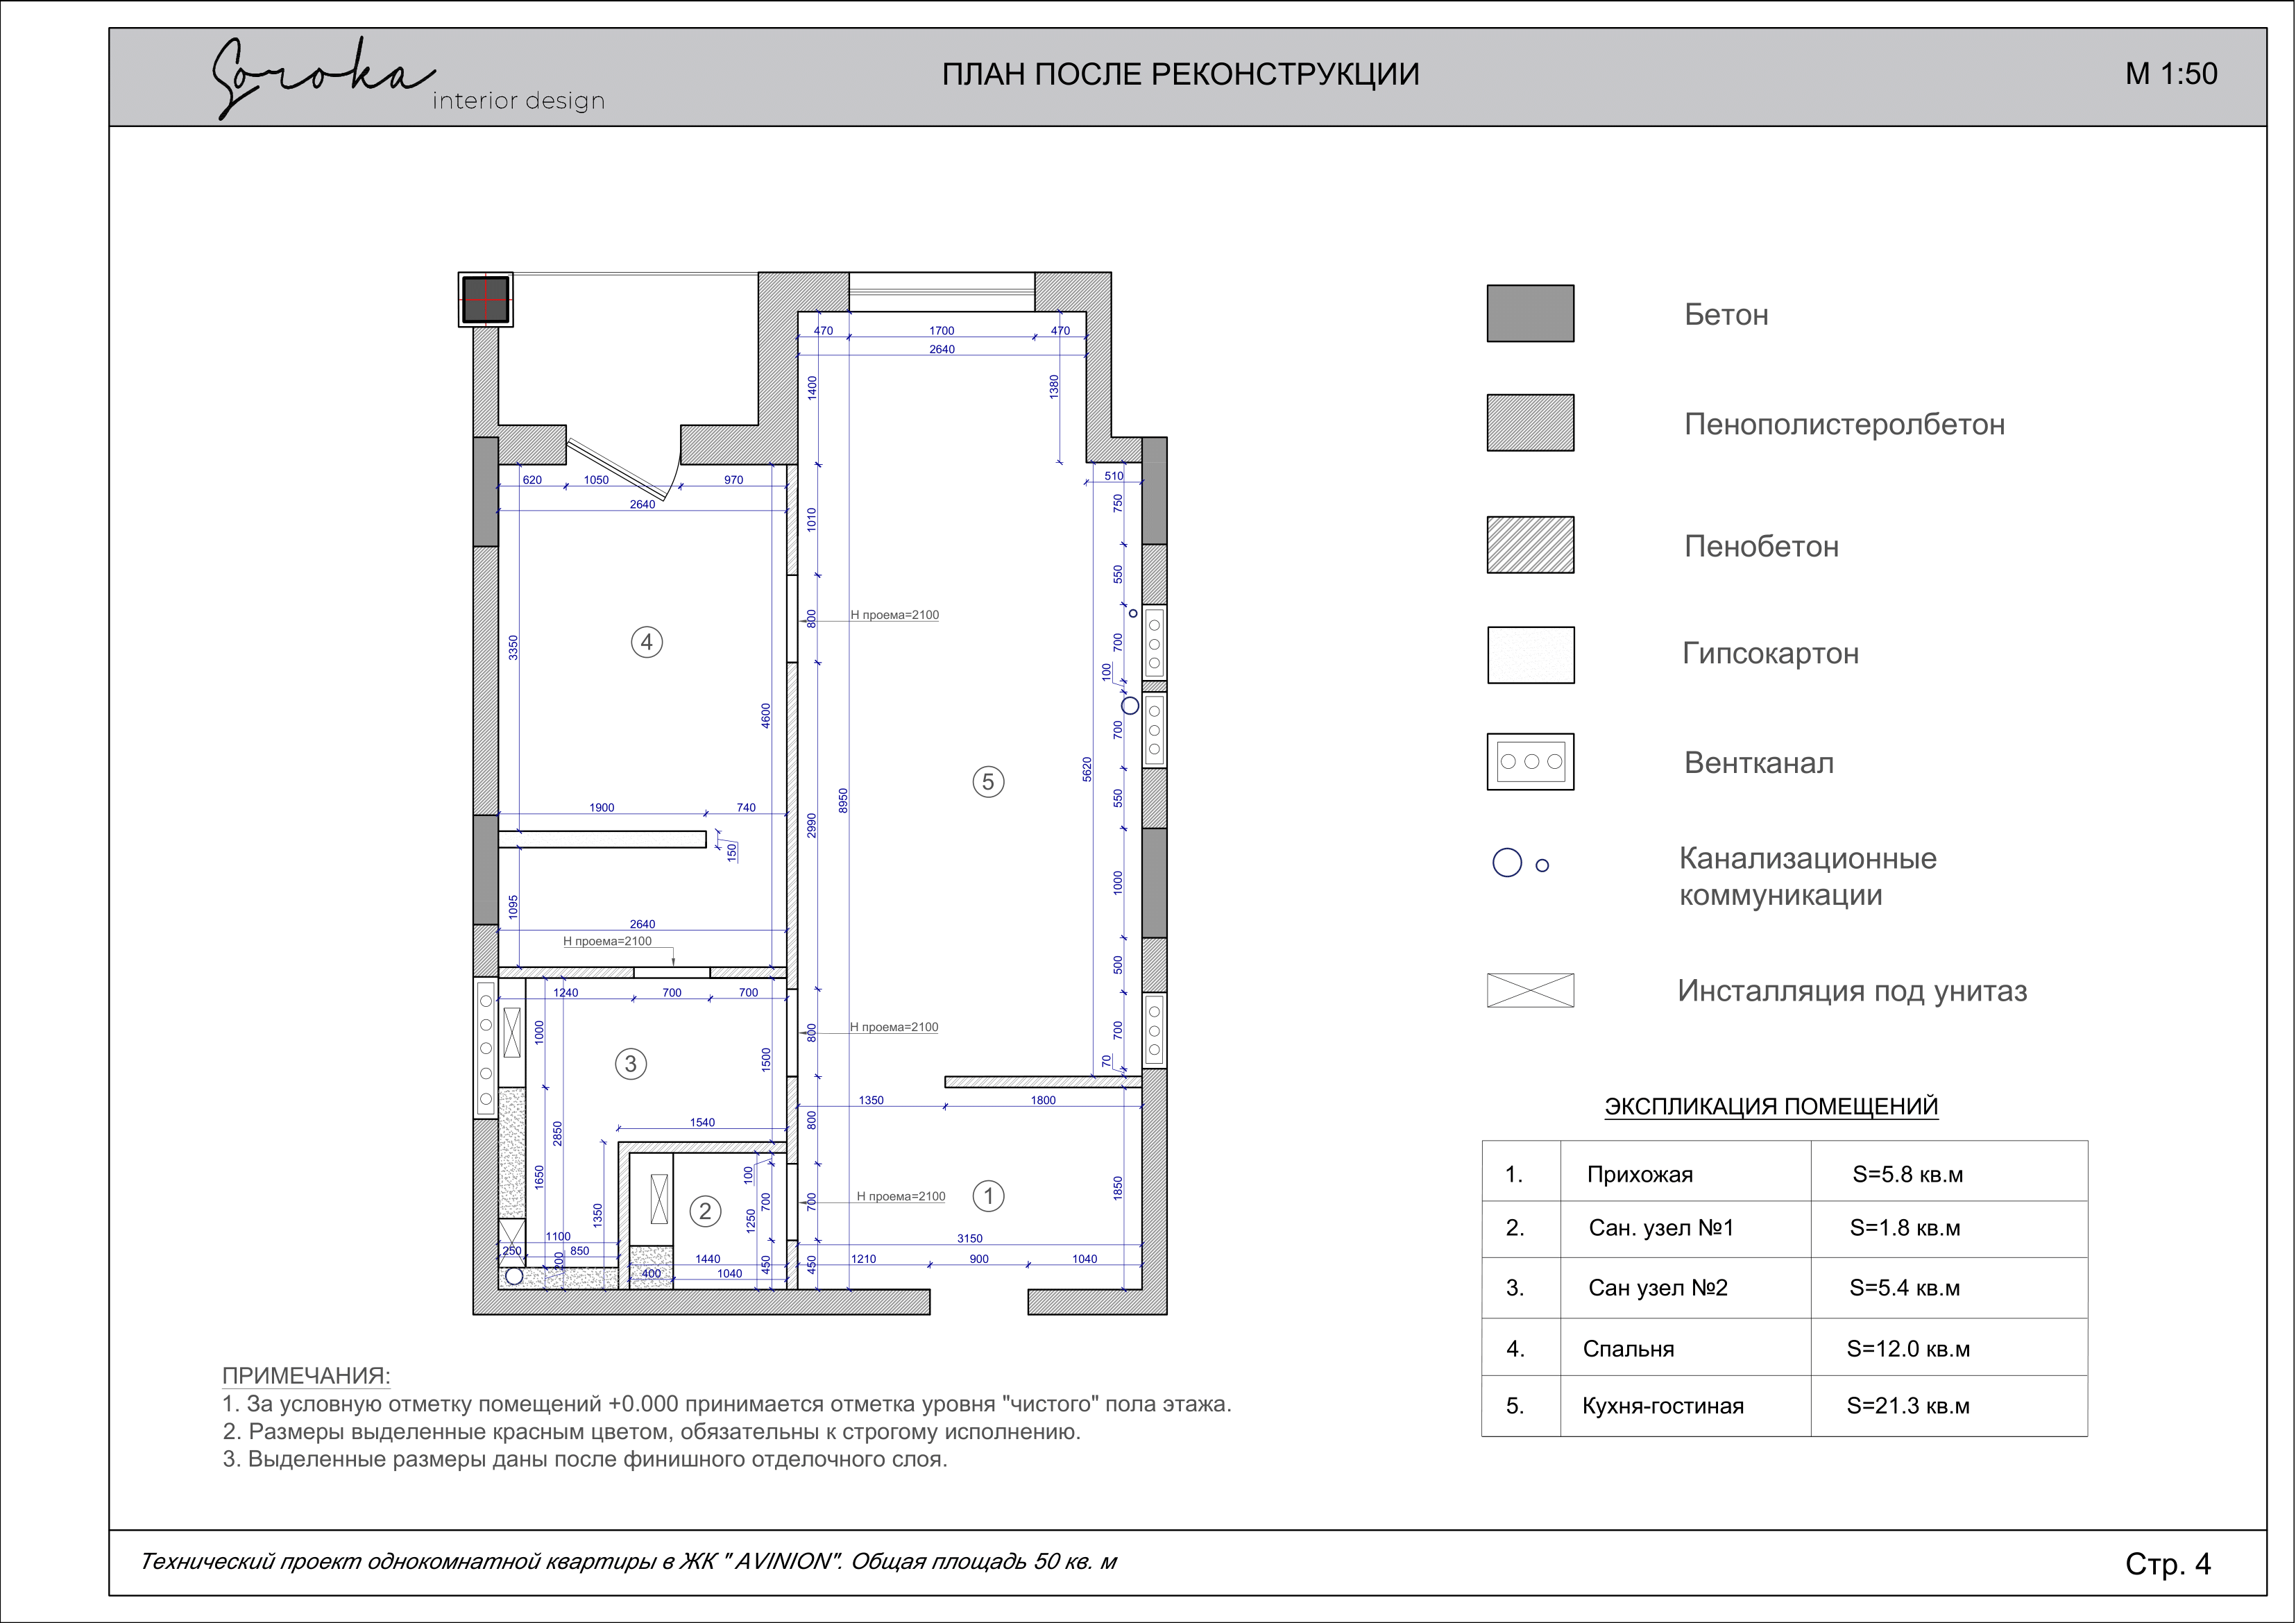 Soroka
interior design
ПЛАН ПОСЛЕ РЕКОНСТРУКЦИИ
М 1:50
470 1700 470
2640
1400
1380
620 1050 970
2640
510
750
1010
550
800
Н проема=2100
4
3350
700
100
4600
700
5620
5
8950
550
1900 740
2990
150
1000
1095
2640
Н проема=2100
500
1240 700 700
1000
800
Н проема=2100
700
70
3
1500
1350 1800
800
1540
2850
1650
100
1350
2
700
1250
700
Н проема=2100
1
1850
1100
250 850
200
3150
1440
400 1040
450
450
1210 900 1040
Бетон
Пенополистеролбетон
Пенобетон
Гипсокартон
Вентканал
Канализационные
коммуникации
Инсталляция под унитаз
ЭКСПЛИКАЦИЯ ПОМЕЩЕНИЙ
1. Прихожая S=5.8 кв.м
2. Сан. узел №1 S=1.8 кв.м
3. Сан узел №2 S=5.4 кв.м
4. Спальня S=12.0 кв.м
5. Кухня-гостиная S=21.3 кв.м
ПРИМЕЧАНИЯ:
1. За условную отметку помещений +0.000 принимается отметка уровня "чистого" пола этажа.
2. Размеры выделенные красным цветом, обязательны к строгому исполнению.
3. Выделенные размеры даны после финишного отделочного слоя.
Технический проект однокомнатной квартиры в ЖК " AVINION". Общая площадь 50 кв. м
Стр. 4